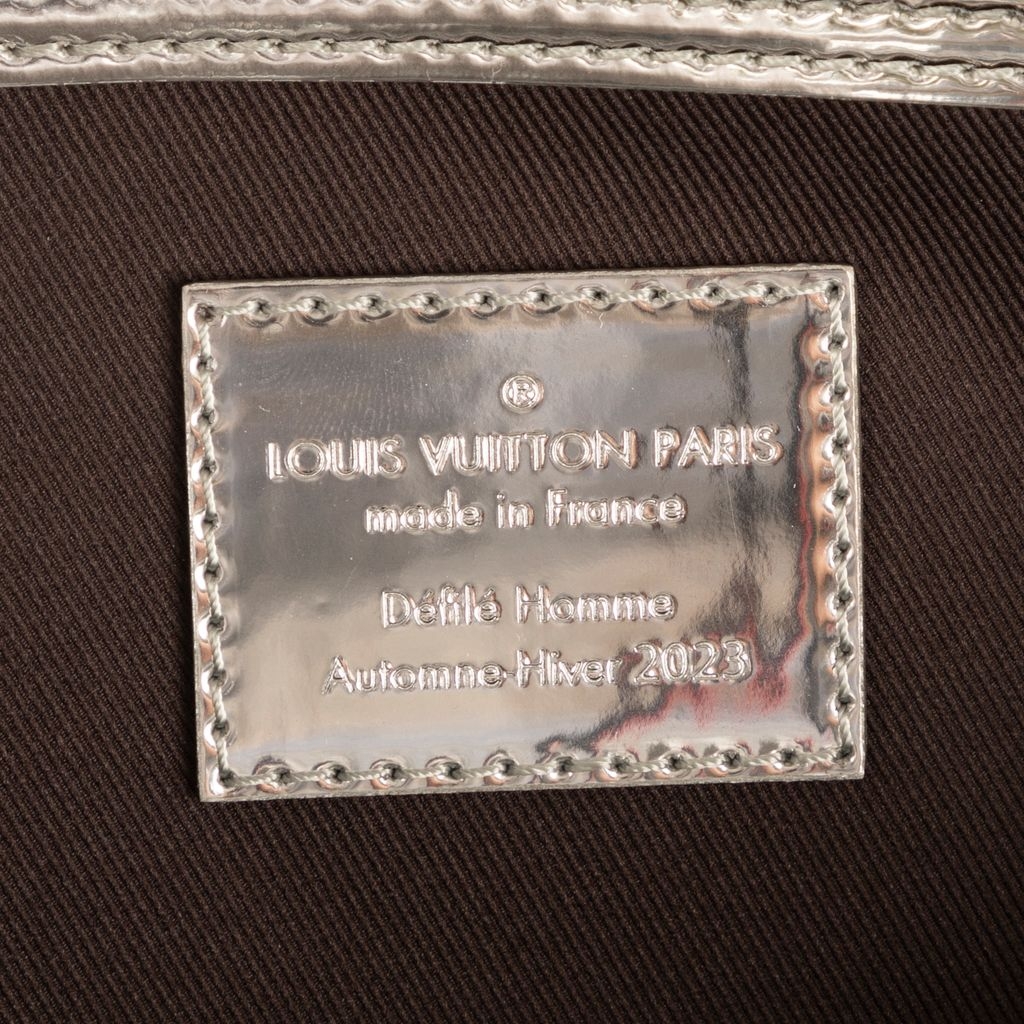 ®
LOUIS VUITTON PARIS
made in France
Défilé Homme
Automne-Hiver 2023